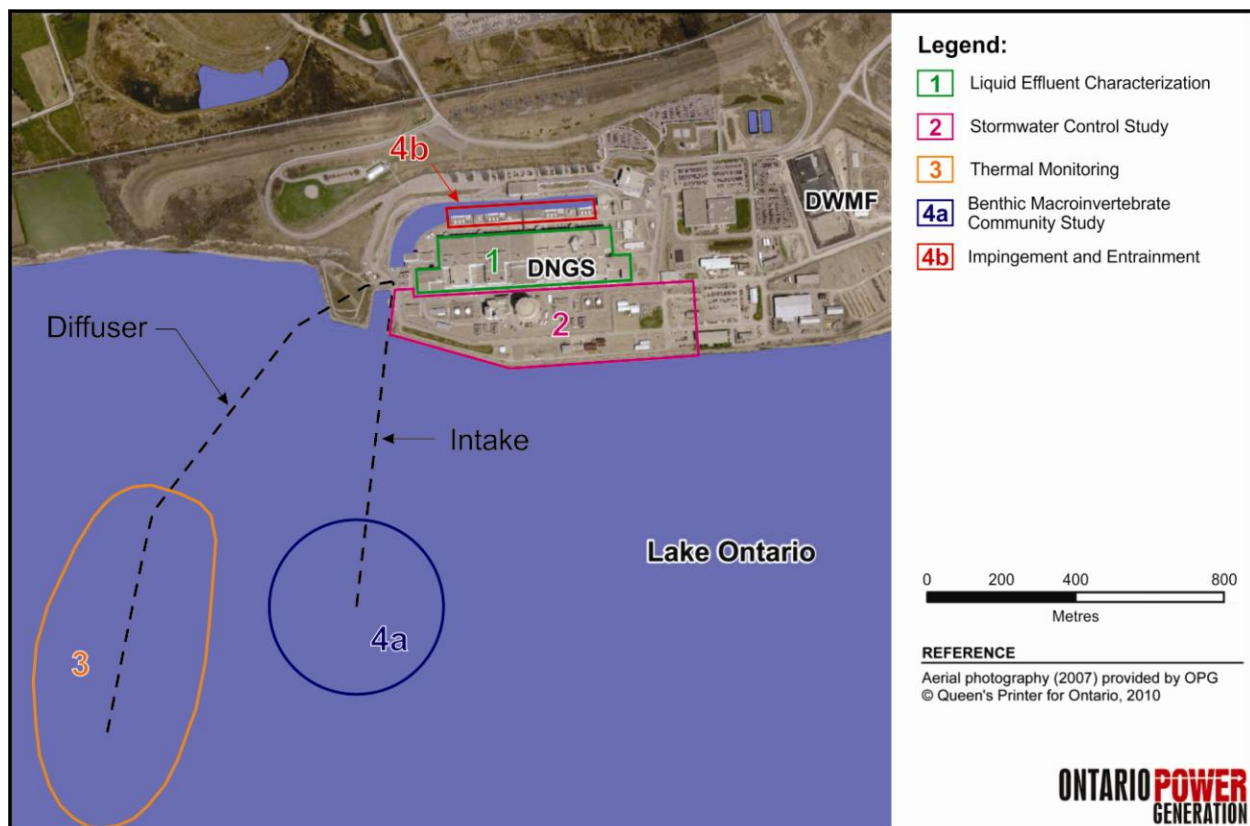 4b
DWMF
1
DNGS
2
Diffuser
Intake
Lake Ontario
4a
3
Legend:
1 Liquid Effluent Characterization
2 Stormwater Control Study
3 Thermal Monitoring
4a Benthic Macroinvertebrate
Community Study
4b Impingement and Entrainment
0 200 400 800
Metres
REFERENCE
Aerial photography (2007) provided by OPG
© Queen's Printer for Ontario, 2010
ONTARIO POWER
GENERATION